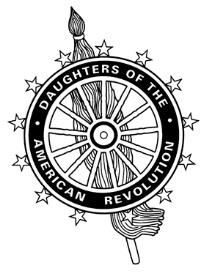 · DAUGHTERS OF THE ·
AMERICAN REVOLUTION